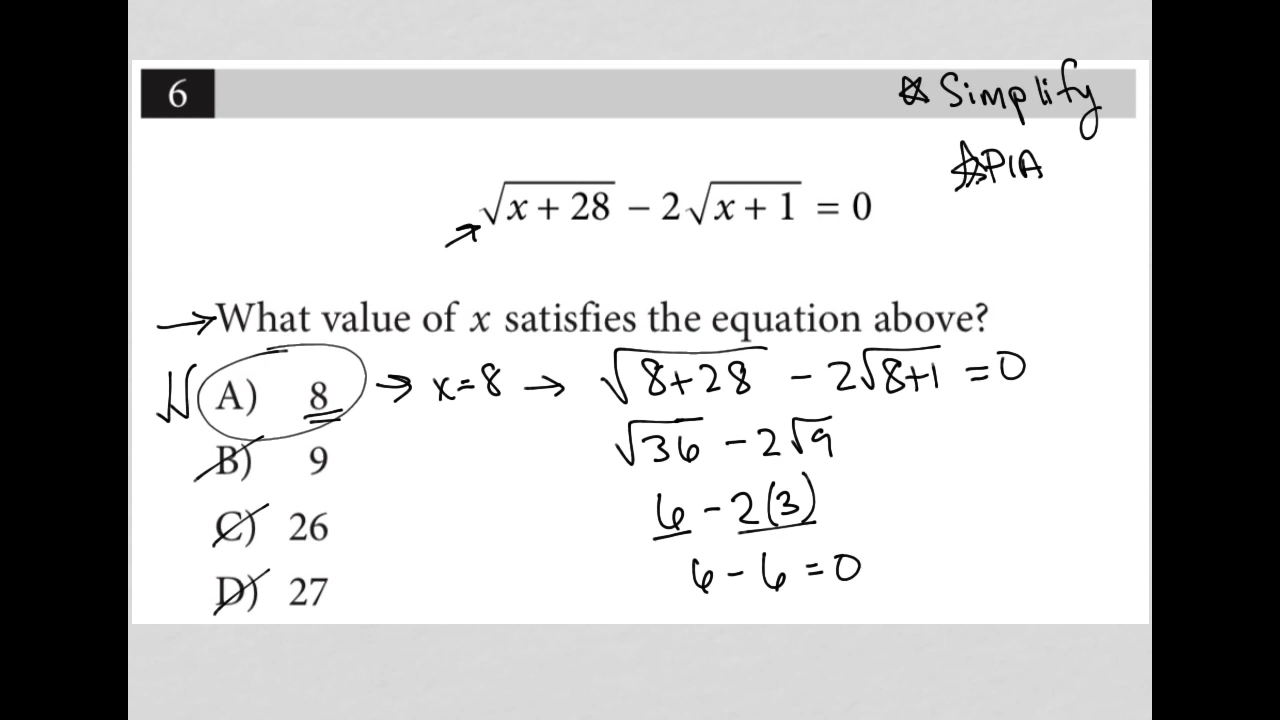 6
☆ Simplify
☆ PIA
√x + 28 − 2√x + 1 = 0
→ What value of x satisfies the equation above?
A) 8 → x=8 → √8+28 − 2√8+1 = 0
√36 − 2√9
B) 9
6 − 2(3)
C) 26
6 − 6 = 0
D) 27